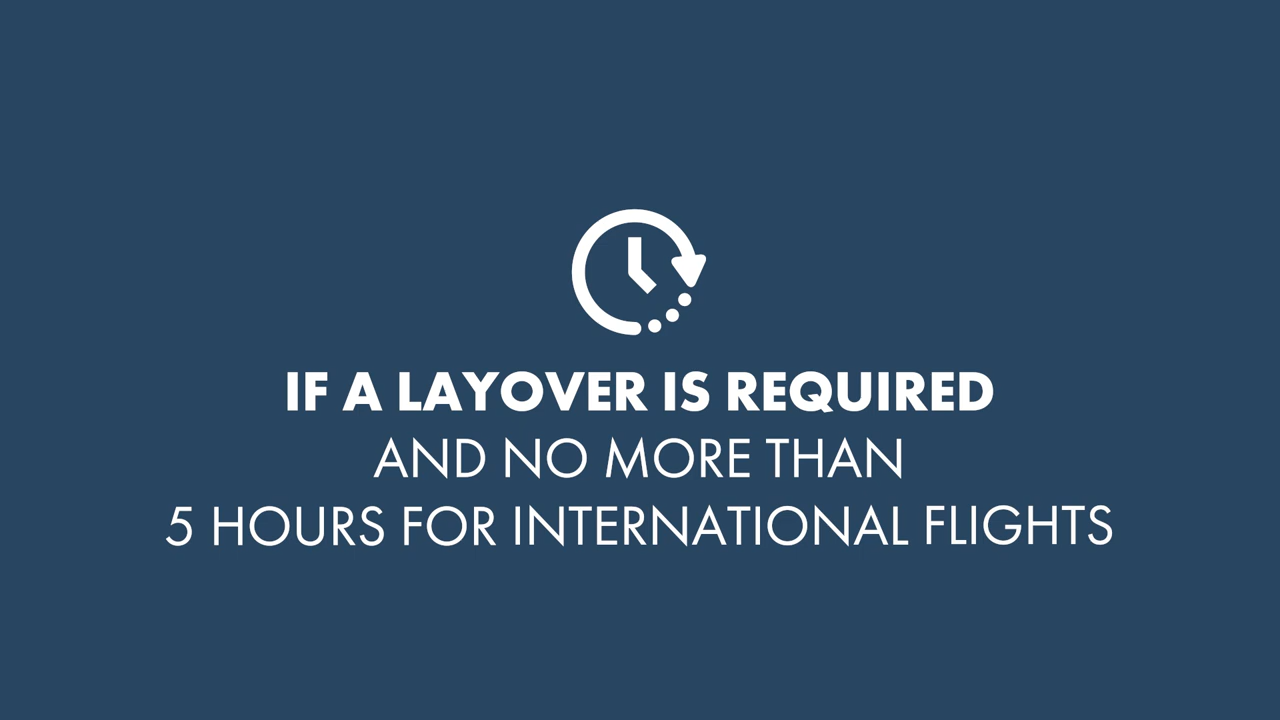 IF A LAYOVER IS REQUIRED
AND NO MORE THAN
5 HOURS FOR INTERNATIONAL FLIGHTS